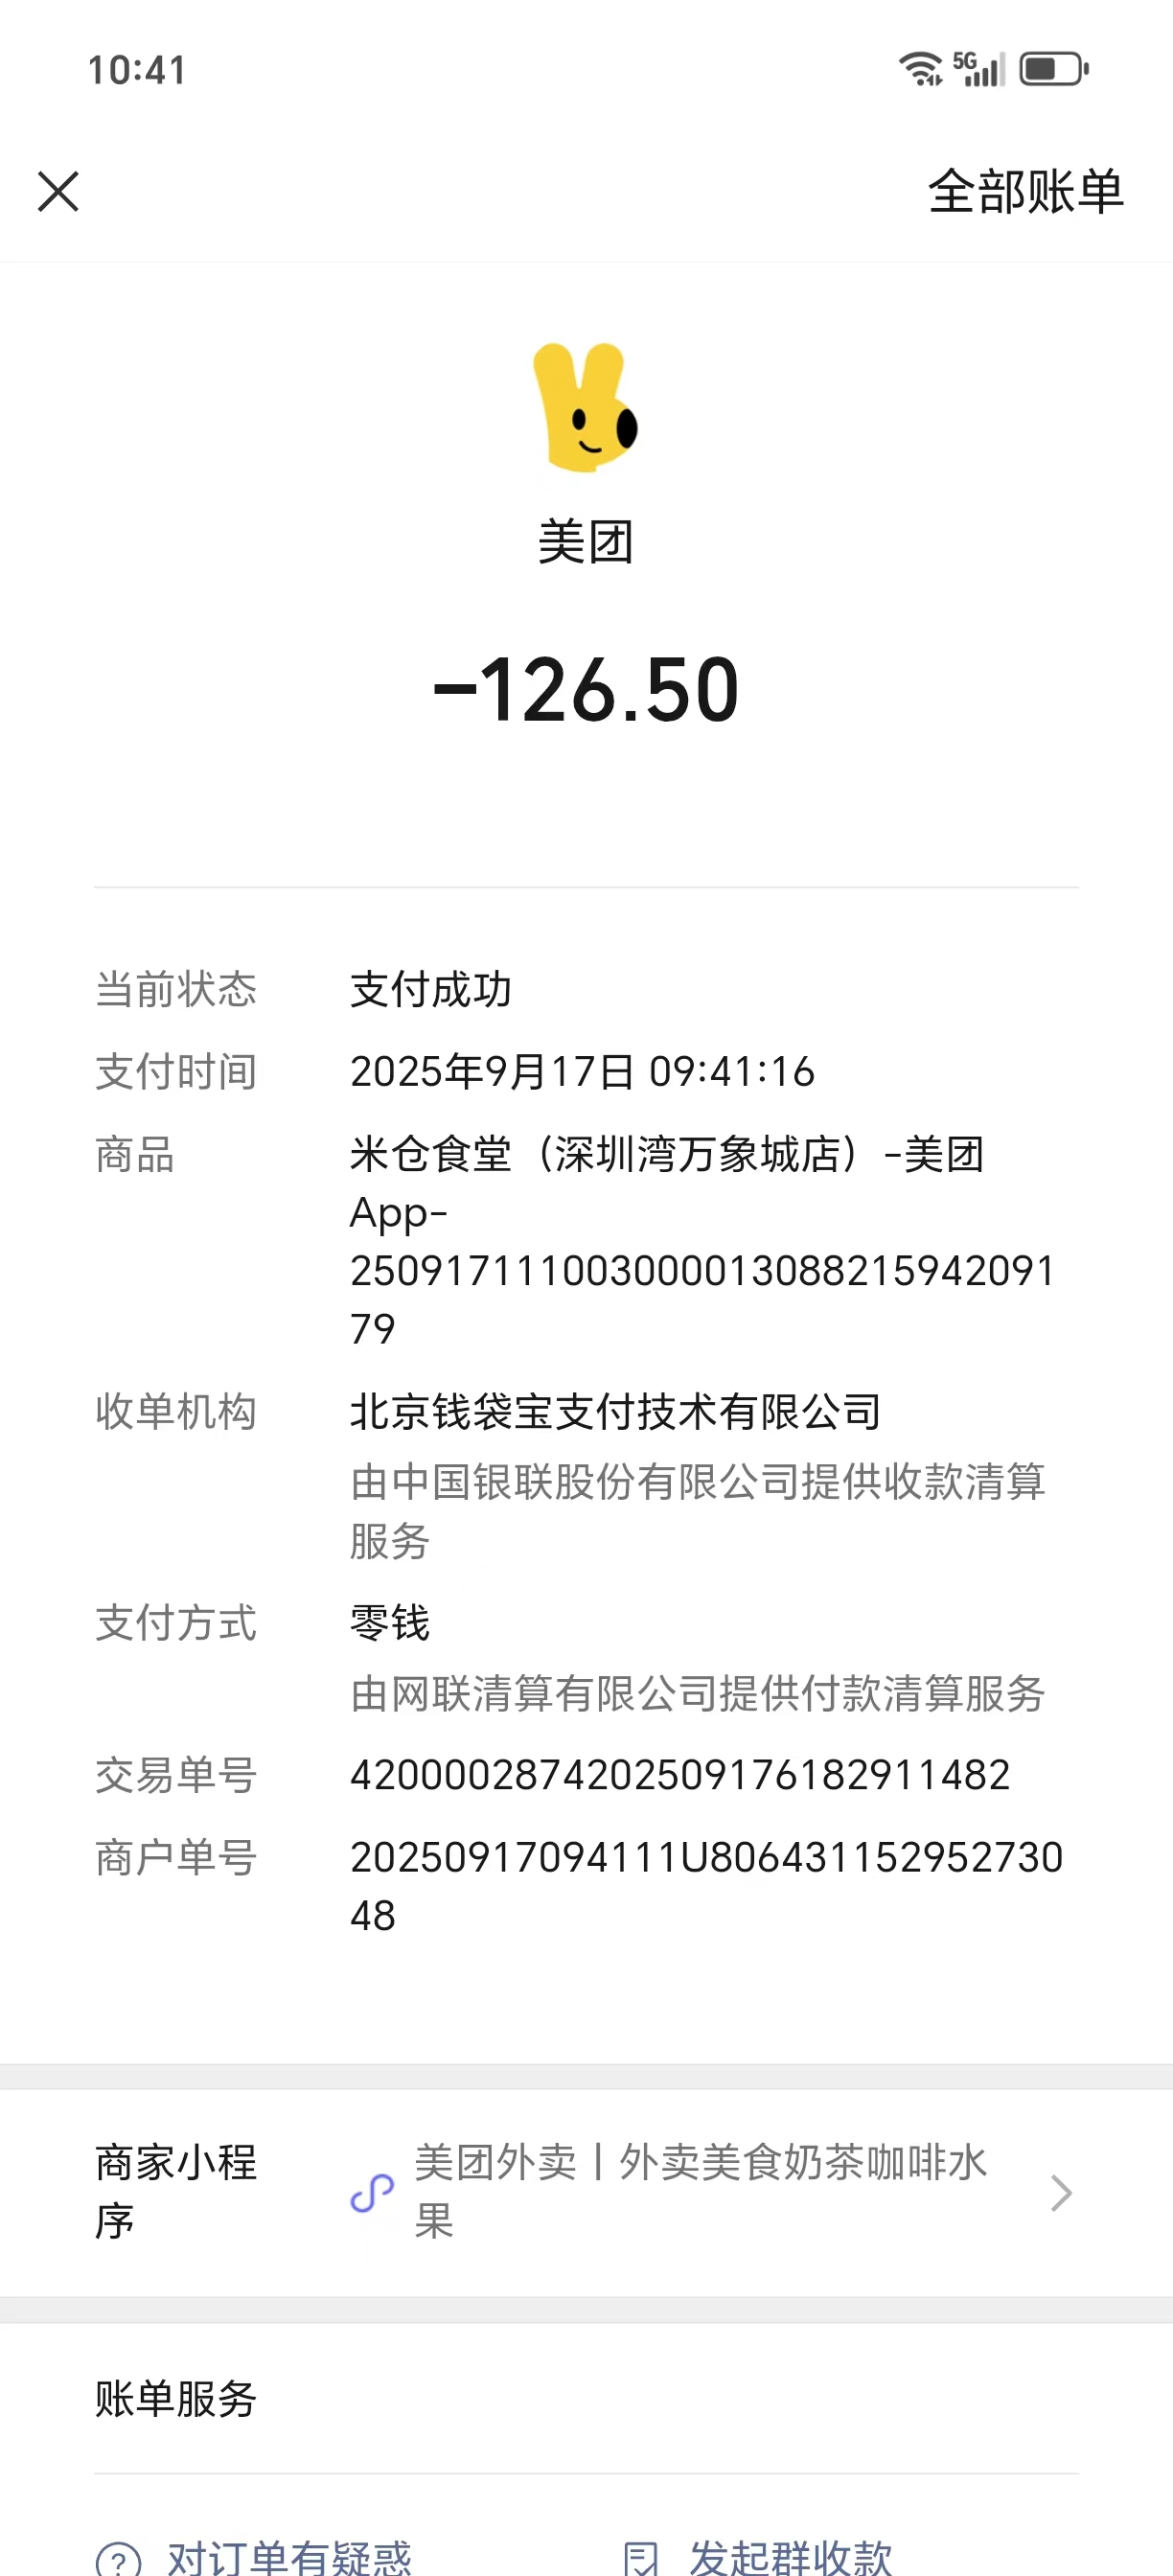 10:41
5G
全部账单
美团
-126.50
当前状态 支付成功
支付时间 2025年9月17日 09:41:16
商品 米仓食堂（深圳湾万象城店）-美团
App-
250917111003000013088215942091
79
收单机构 北京钱袋宝支付技术有限公司
由中国银联股份有限公司提供收款清算
服务
支付方式 零钱
由网联清算有限公司提供付款清算服务
交易单号 4200002874202509176182911482
商户单号 20250917094111U806431152952730
48
商家小程
序
美团外卖丨外卖美食奶茶咖啡水
果
账单服务
对订单有疑惑 发起群收款